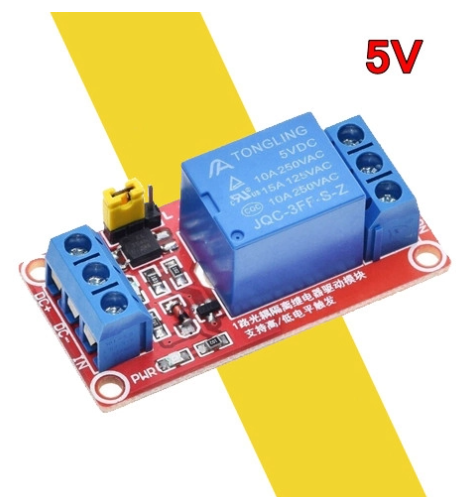 5V
TONGLING
5VDC
10A 250VAC
15A 125VAC
10A 250VAC
JQC-3FF-S-Z
L
DC+
DC-
IN
PWR
1路光耦隔离继电器驱动模块
支持高/低电平触发